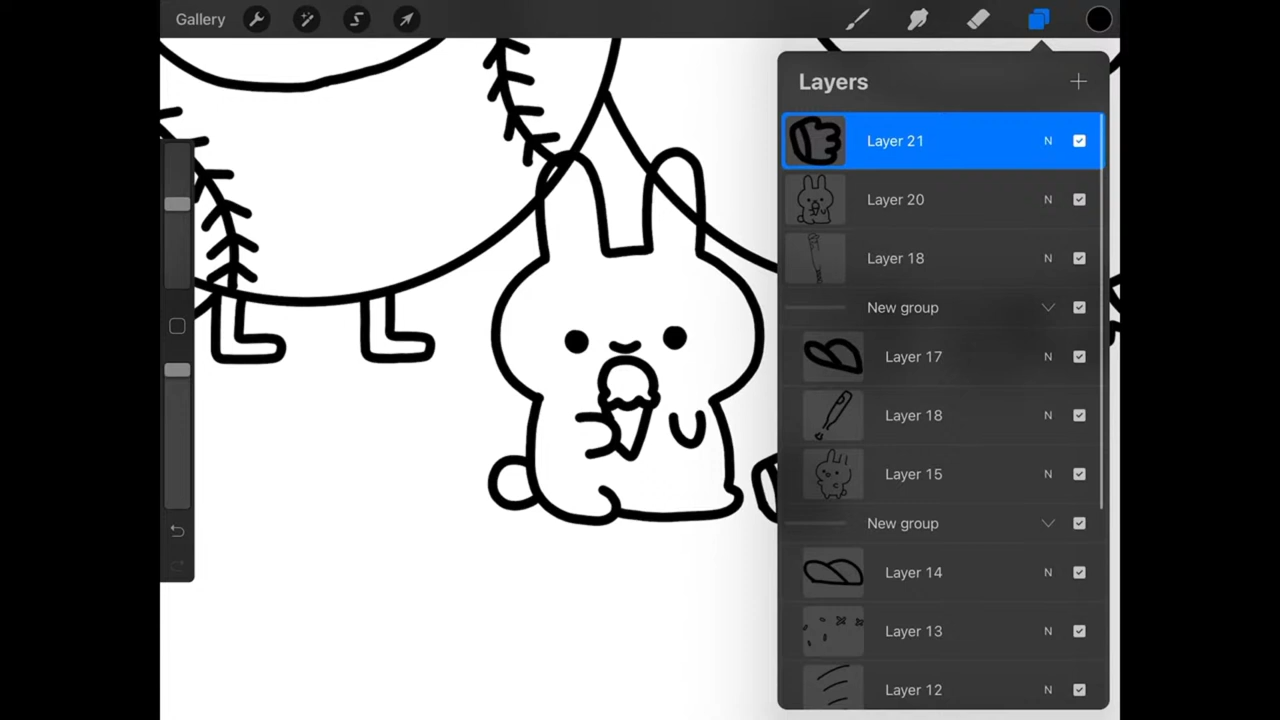 Gallery
Layers
Layer 21 N
Layer 20 N
Layer 18 N
New group
Layer 17 N
Layer 18 N
Layer 15 N
New group
Layer 14 N
Layer 13 N
Layer 12 N